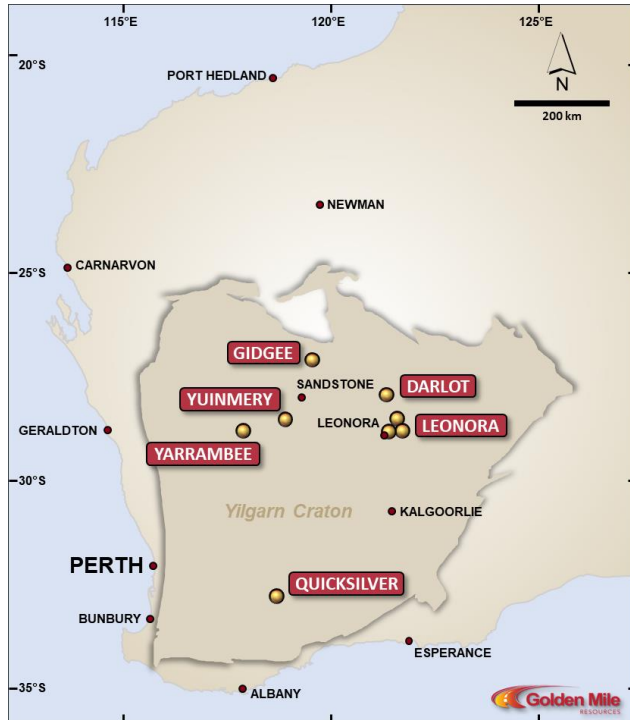 115°E
120°E
125°E
20°S
PORT HEDLAND
N
200 km
NEWMAN
25°S
CARNARVON
GIDGEE
SANDSTONE
DARLOT
YUINMERY
GERALDTON
LEONORA
LEONORA
YARRAMBEE
30°S
Yilgarn Craton
KALGOORLIE
PERTH
QUICKSILVER
BUNBURY
ESPERANCE
35°S
ALBANY
Golden Mile
RESOURCES